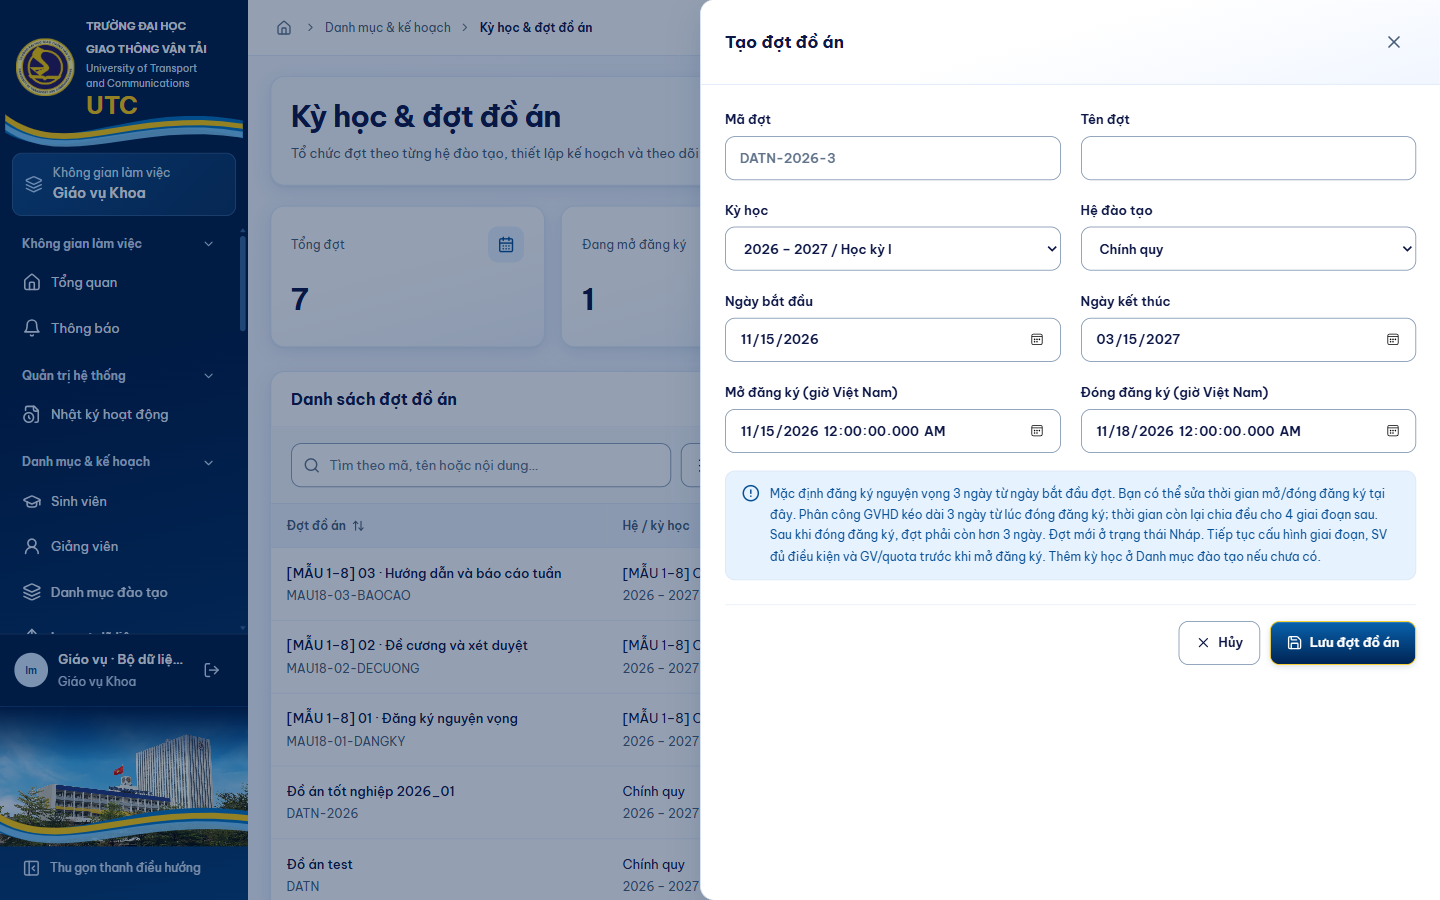 TRƯỜNG ĐẠI HỌC
GIAO THÔNG VẬN TẢI
University of Transport
and Communications
UTC
Không gian làm việc
Giáo vụ Khoa
Không gian làm việc
Tổng quan
Thông báo
Quản trị hệ thống
Nhật ký hoạt động
Danh mục & kế hoạch
Sinh viên
Giảng viên
Danh mục đào tạo
Im
Giáo vụ · Bộ dữ liệ...
Giáo vụ Khoa
Thu gọn thanh điều hướng
Danh mục & kế hoạch
Kỳ học & đợt đồ án
Kỳ học & đợt đồ án
Tổ chức đợt theo từng hệ đào tạo, thiết lập kế hoạch và theo dõi
Tổng đợt
7
Đang mở đăng ký
1
Danh sách đợt đồ án
Tìm theo mã, tên hoặc nội dung...
Đợt đồ án
Hệ / kỳ học
[MẪU 1-8] 03 · Hướng dẫn và báo cáo tuần
MAU18-03-BAOCAO
[MẪU 1-8] C
2026 – 2027
[MẪU 1-8] 02 · Đề cương và xét duyệt
MAU18-02-DECUONG
[MẪU 1-8] C
2026 – 2027
[MẪU 1-8] 01 · Đăng ký nguyện vọng
MAU18-01-DANGKY
[MẪU 1-8] C
2026 – 2027
Đồ án tốt nghiệp 2026_01
DATN-2026
Chính quy
2026 – 2027
Đồ án test
DATN
Chính quy
2026 – 2027
Tạo đợt đồ án
Mã đợt
DATN-2026-3
Tên đợt
Kỳ học
2026 – 2027 / Học kỳ I
Hệ đào tạo
Chính quy
Ngày bắt đầu
11/15/2026
Ngày kết thúc
03/15/2027
Mở đăng ký (giờ Việt Nam)
11/15/2026 12:00:00.000 AM
Đóng đăng ký (giờ Việt Nam)
11/18/2026 12:00:00.000 AM
Mặc định đăng ký nguyện vọng 3 ngày từ ngày bắt đầu đợt. Bạn có thể sửa thời gian mở/đóng đăng ký tại
đây. Phân công GVHD kéo dài 3 ngày từ lúc đóng đăng ký; thời gian còn lại chia đều cho 4 giai đoạn sau.
Sau khi đóng đăng ký, đợt phải còn hơn 3 ngày. Đợt mới ở trạng thái Nháp. Tiếp tục cấu hình giai đoạn, SV
đủ điều kiện và GV/quota trước khi mở đăng ký. Thêm kỳ học ở Danh mục đào tạo nếu chưa có.
Hủy
Lưu đợt đồ án